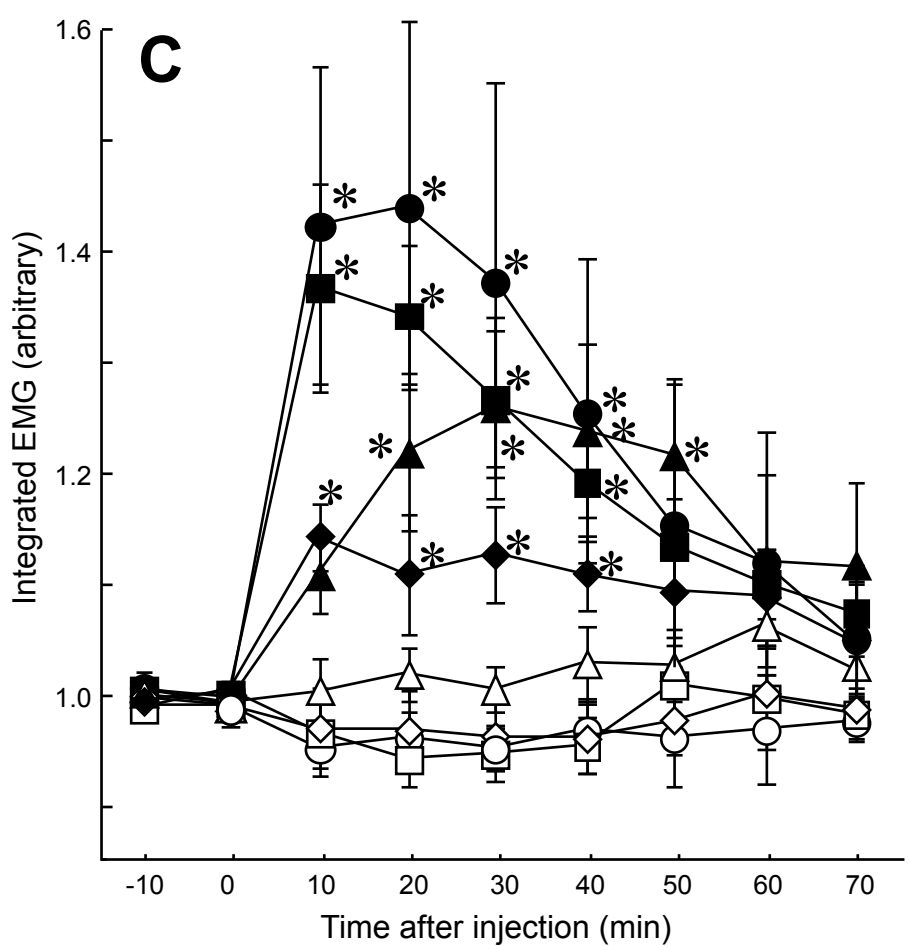 C
Integrated EMG (arbitrary)
1.6
1.4
1.2
1.0
* * * * * * * * * * * * * * * *
-10 0 10 20 30 40 50 60 70
Time after injection (min)